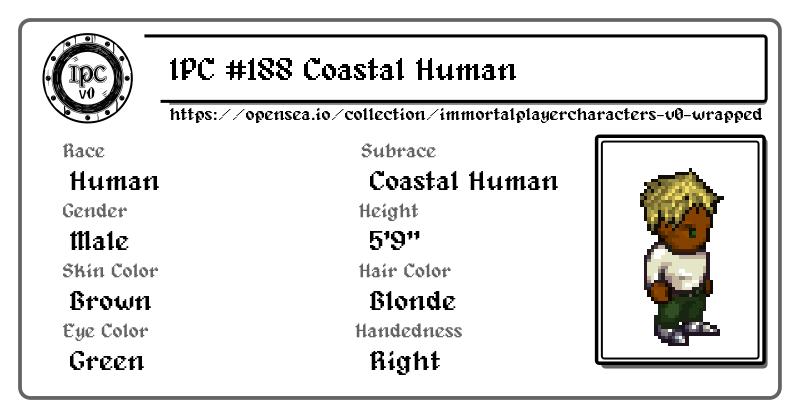 IPC
v0
IPC #188 Coastal Human
https://opensea.io/collection/immortalplayercharacters-v0-wrapped
Race
Human
Subrace
Coastal Human
Gender
Male
Height
5'9"
Skin Color
Brown
Hair Color
Blonde
Eye Color
Green
Handedness
Right